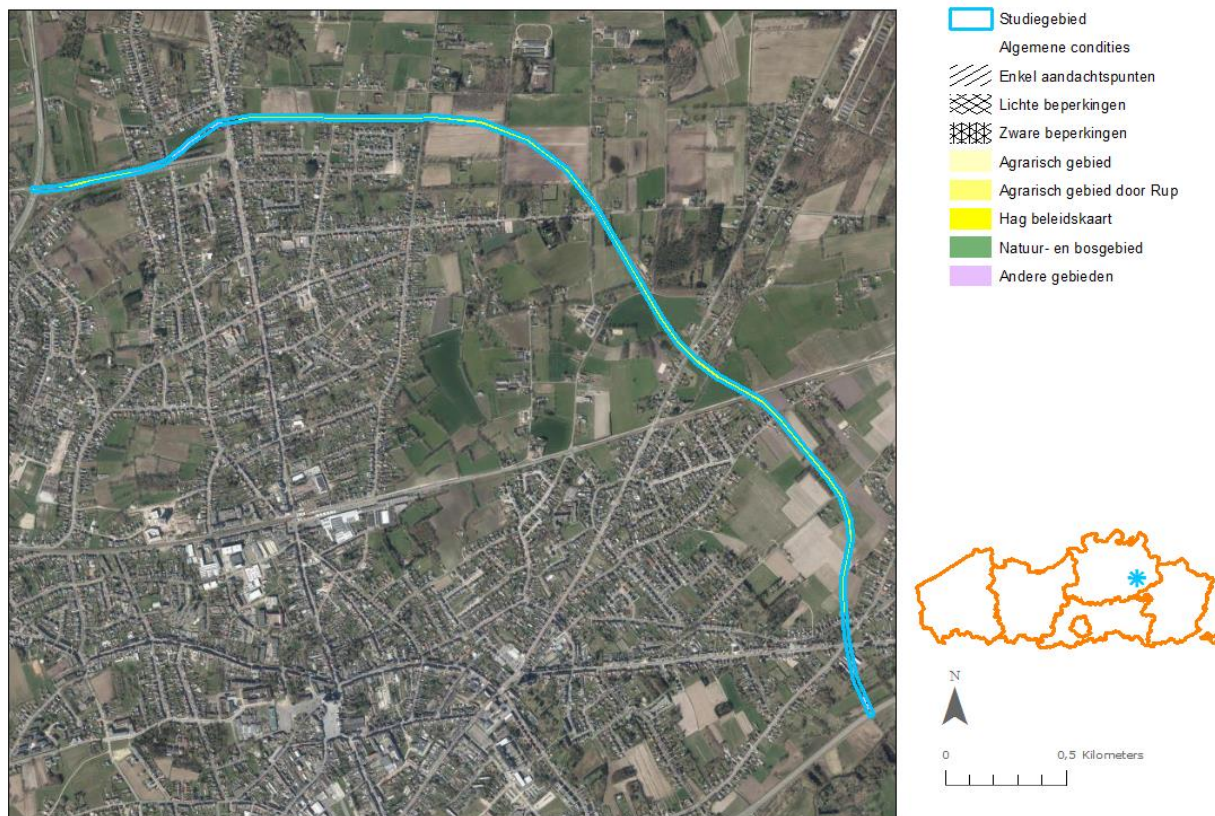 Studiegebied
Algemene condities
Enkel aandachtspunten
Lichte beperkingen
Zware beperkingen
Agrarisch gebied
Agrarisch gebied door Rup
Hag beleidskaart
Natuur- en bosgebied
Andere gebieden
N
0 0,5 Kilometers